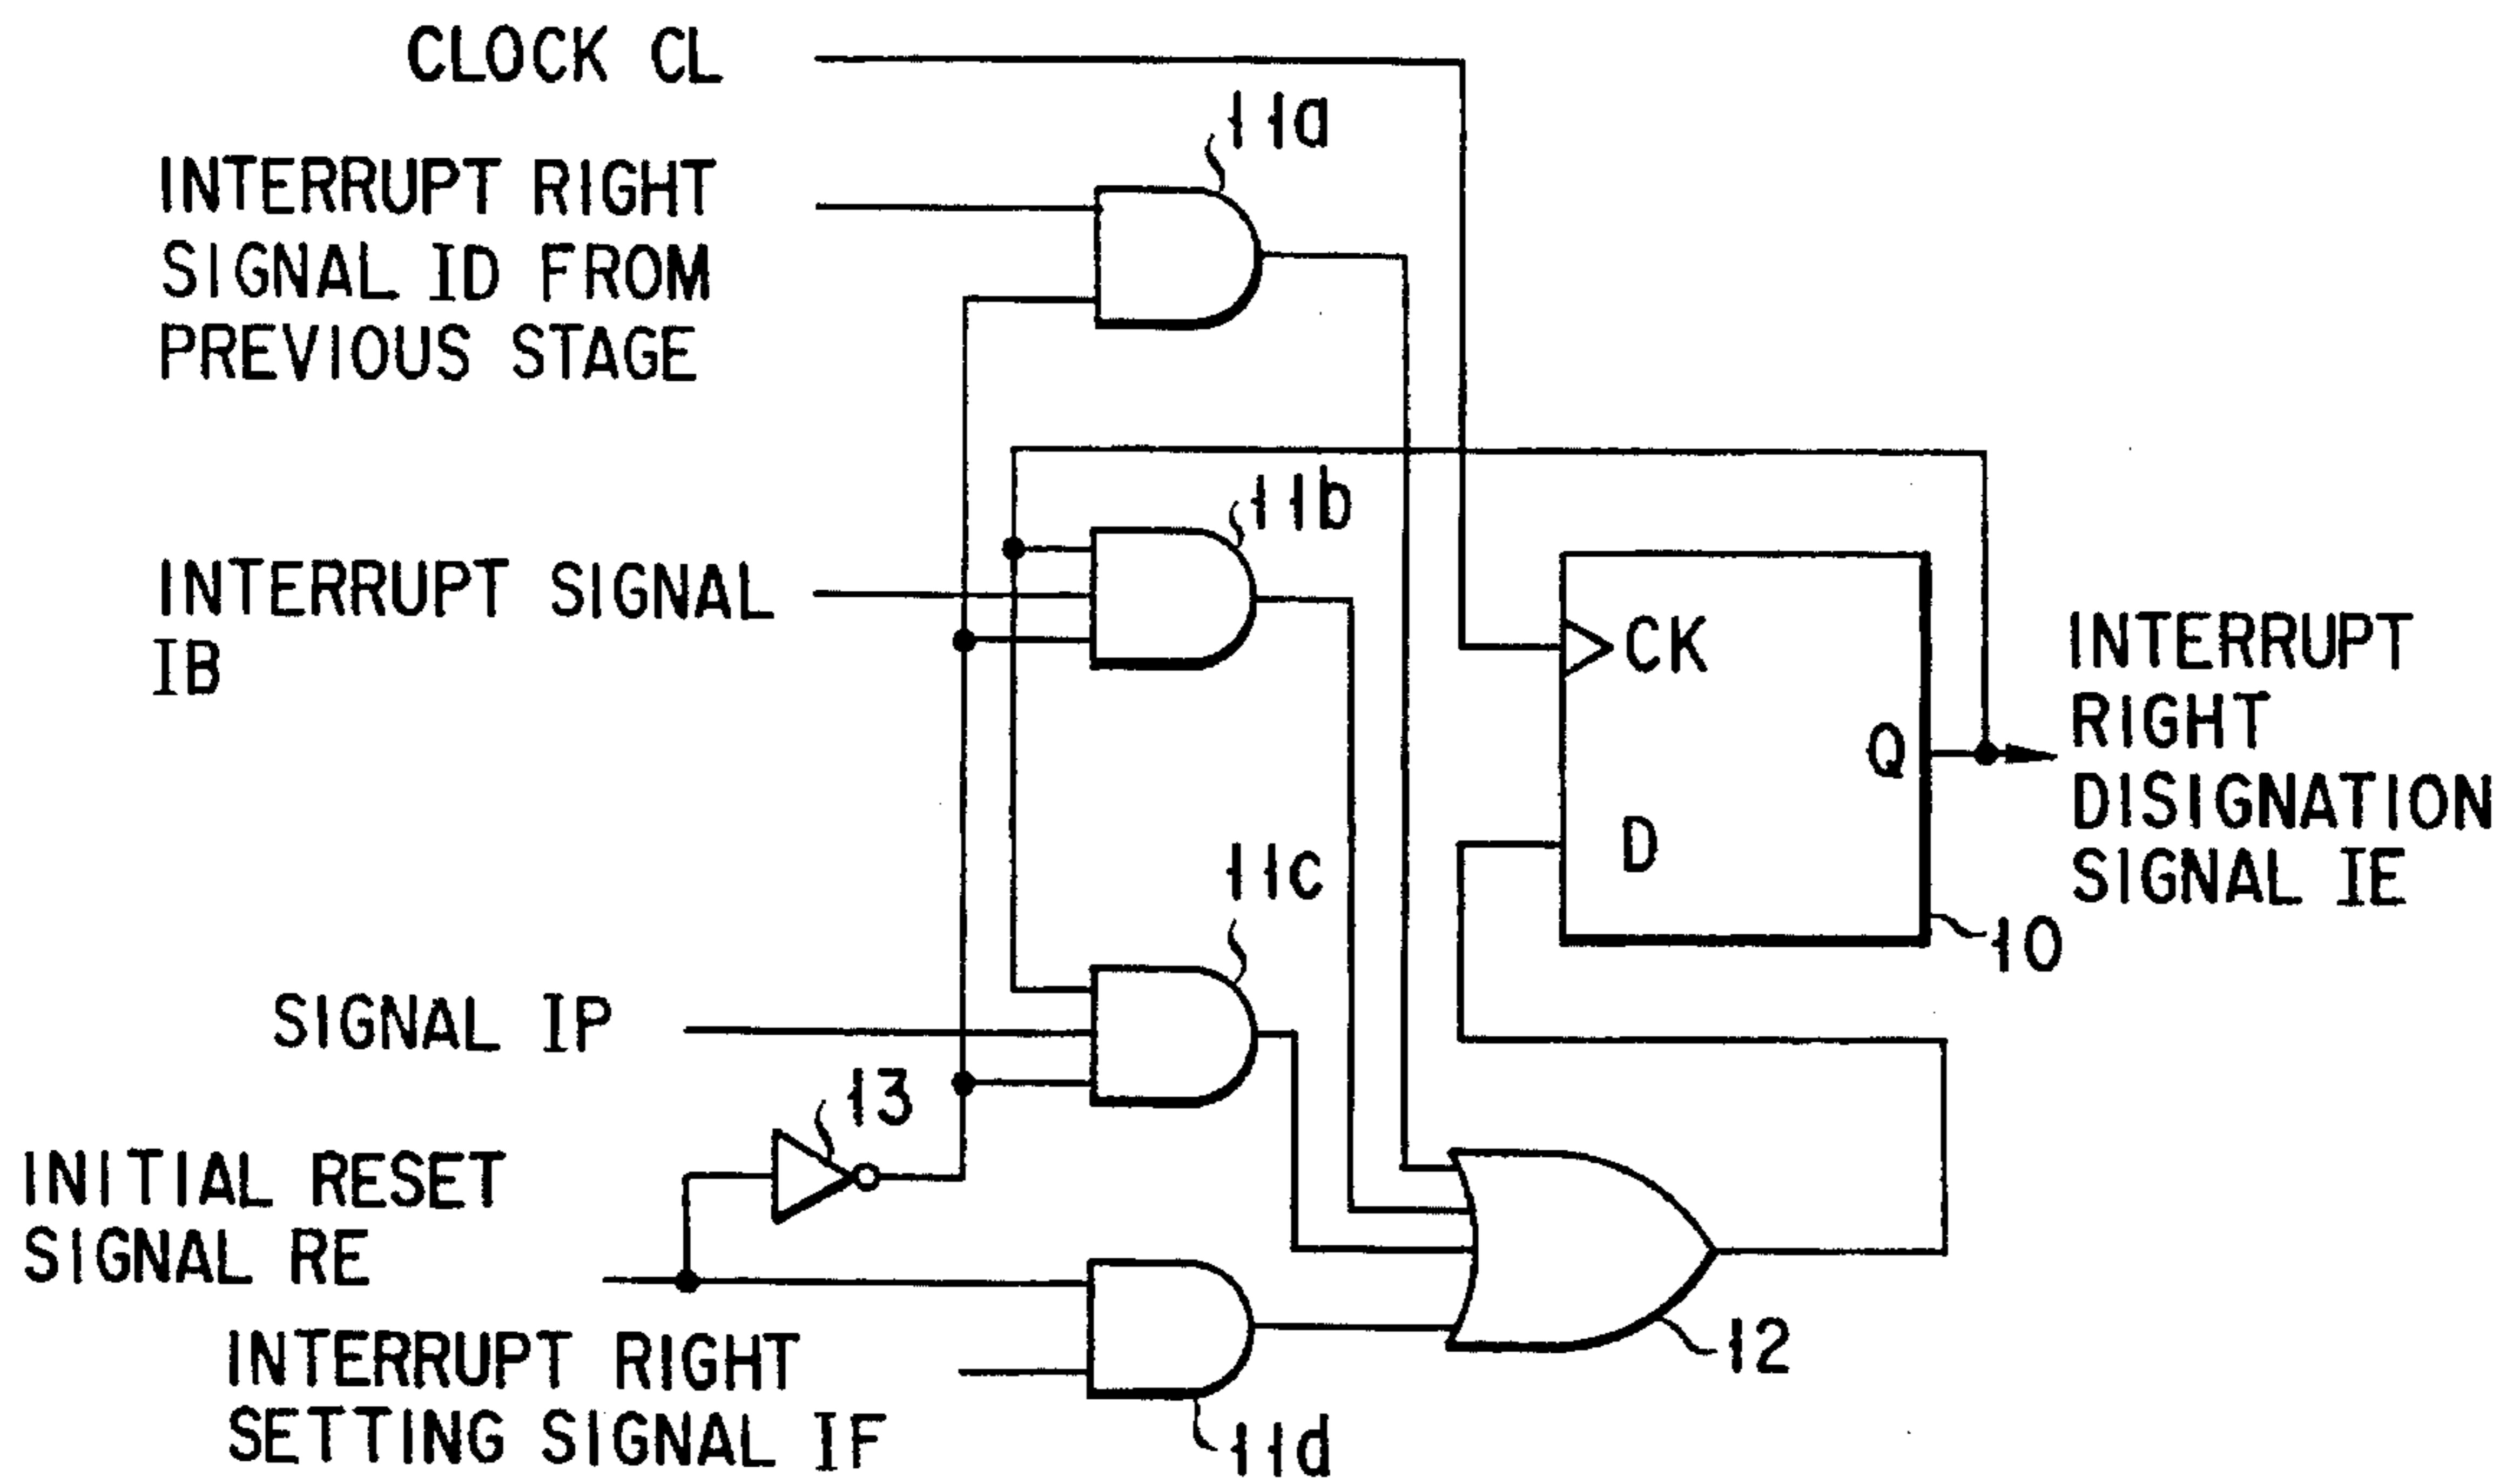 CLOCK CL
11a
INTERRUPT RIGHT
SIGNAL ID FROM
PREVIOUS STAGE
11b
INTERRUPT SIGNAL
IB
CK
Q
D
INTERRUPT
RIGHT
DISIGNATION
SIGNAL IE
10
11c
SIGNAL IP
13
INITIAL RESET
SIGNAL RE
12
INTERRUPT RIGHT
SETTING SIGNAL IF
11d